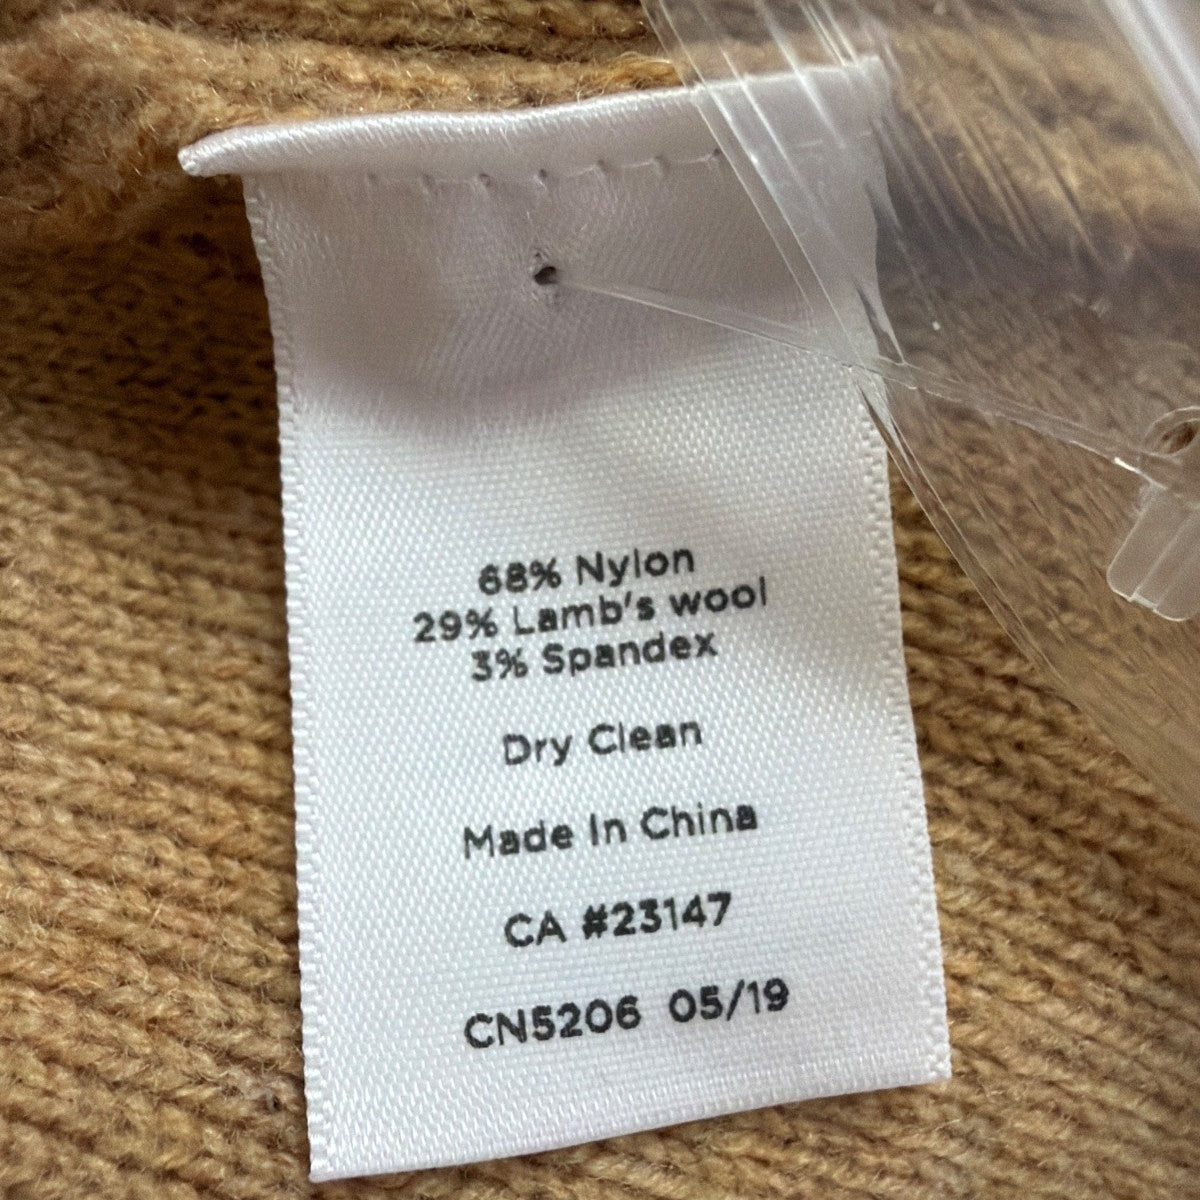 68% Nylon
29% Lamb's wool
3% Spandex
Dry Clean
Made In China
CA #23147
CN5206 05/19